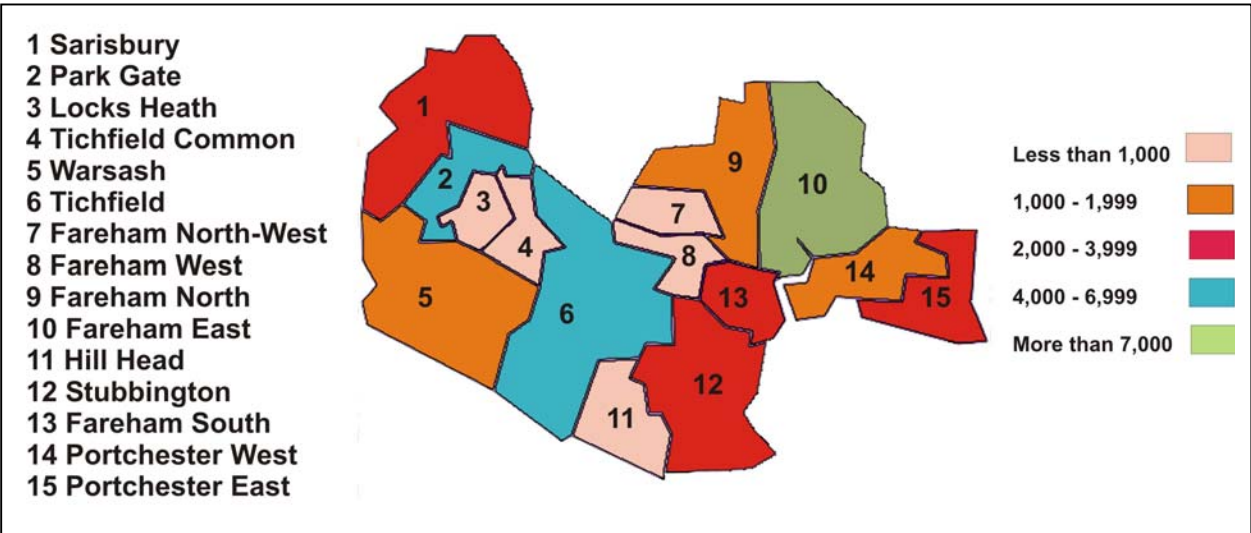 1 Sarisbury
2 Park Gate
3 Locks Heath
4 Tichfield Common
5 Warsash
6 Tichfield
7 Fareham North-West
8 Fareham West
9 Fareham North
10 Fareham East
11 Hill Head
12 Stubbington
13 Fareham South
14 Portchester West
15 Portchester East
1
2
3
4
5
6
7
8
9
10
11
12
13
14
15
Less than 1,000
1,000 - 1,999
2,000 - 3,999
4,000 - 6,999
More than 7,000